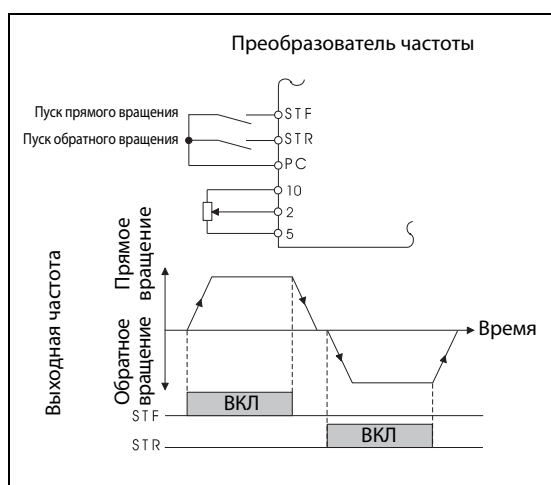 Преобразователь частоты
Пуск прямого вращения
STF
Пуск обратного вращения
STR
PC
10
2
5
Выходная частота
Прямое
вращение
Обратное
вращение
Время
STF
ВКЛ
STR
ВКЛ